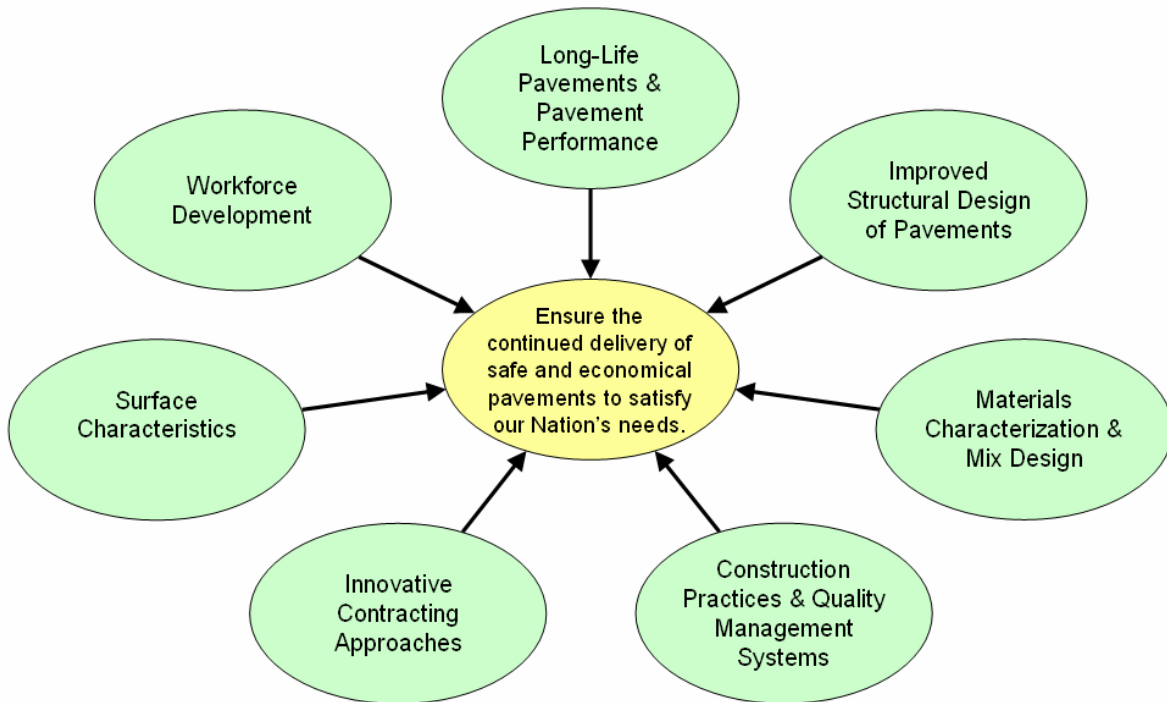 Long-Life
Pavements &
Pavement
Performance
Workforce
Development
Improved
Structural Design
of Pavements
Ensure the
continued delivery of
safe and economical
pavements to satisfy
our Nation's needs.
Surface
Characteristics
Materials
Characterization &
Mix Design
Innovative
Contracting
Approaches
Construction
Practices & Quality
Management
Systems